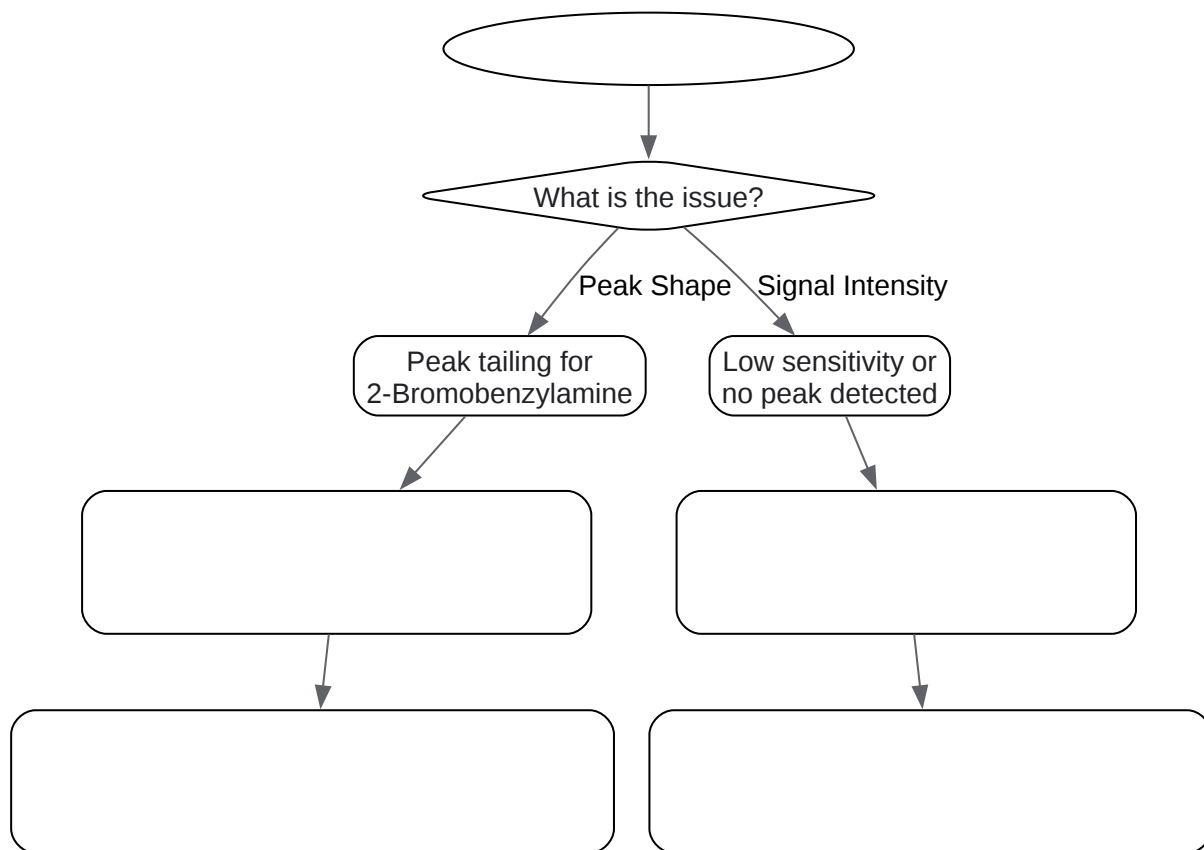 What is the issue?
Peak Shape
Signal Intensity
Peak tailing for
2-Bromobenzylamine
Low sensitivity or
no peak detected